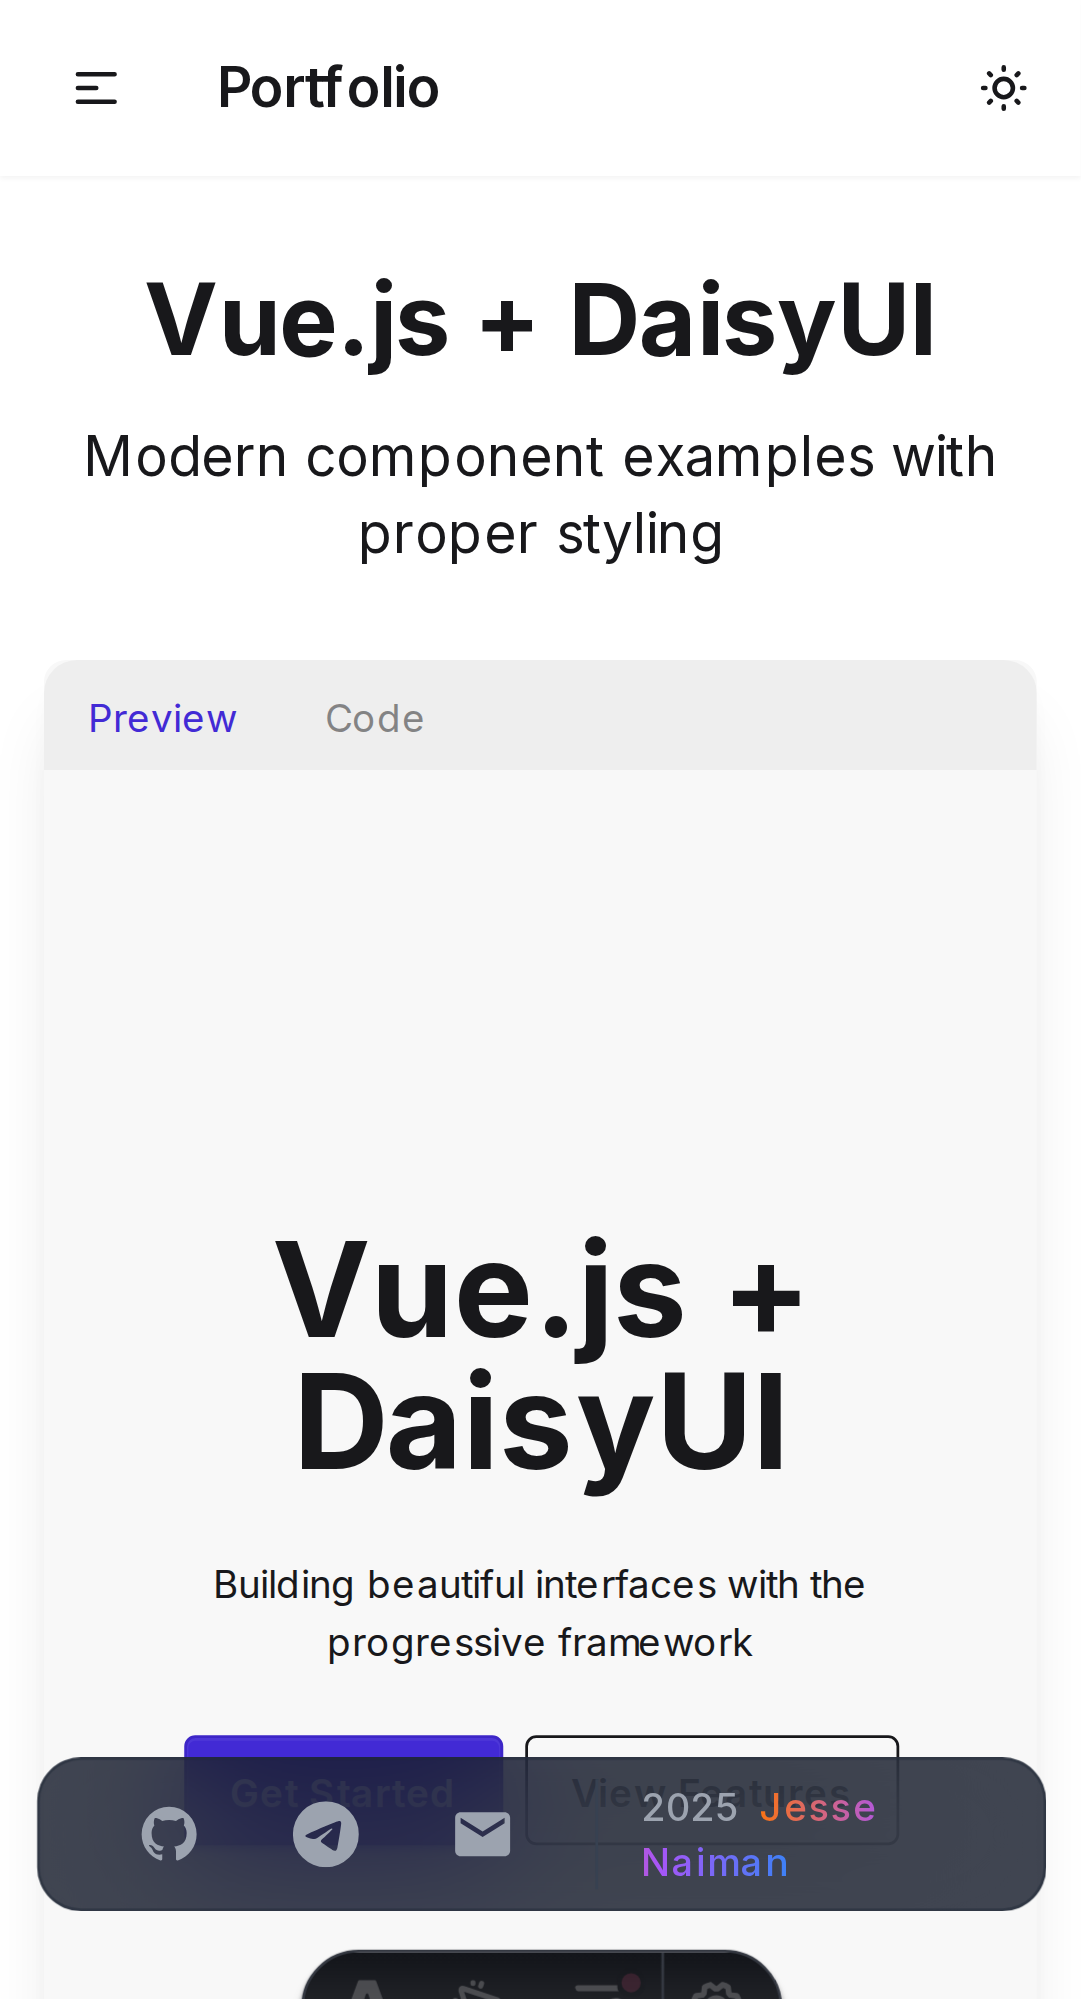 Portfolio
Vue.js + DaisyUI
Modern component examples with
proper styling
Preview Code
Vue.js +
DaisyUI
Building beautiful interfaces with the
progressive framework
Get Started View Features
2025 Jesse
Naiman